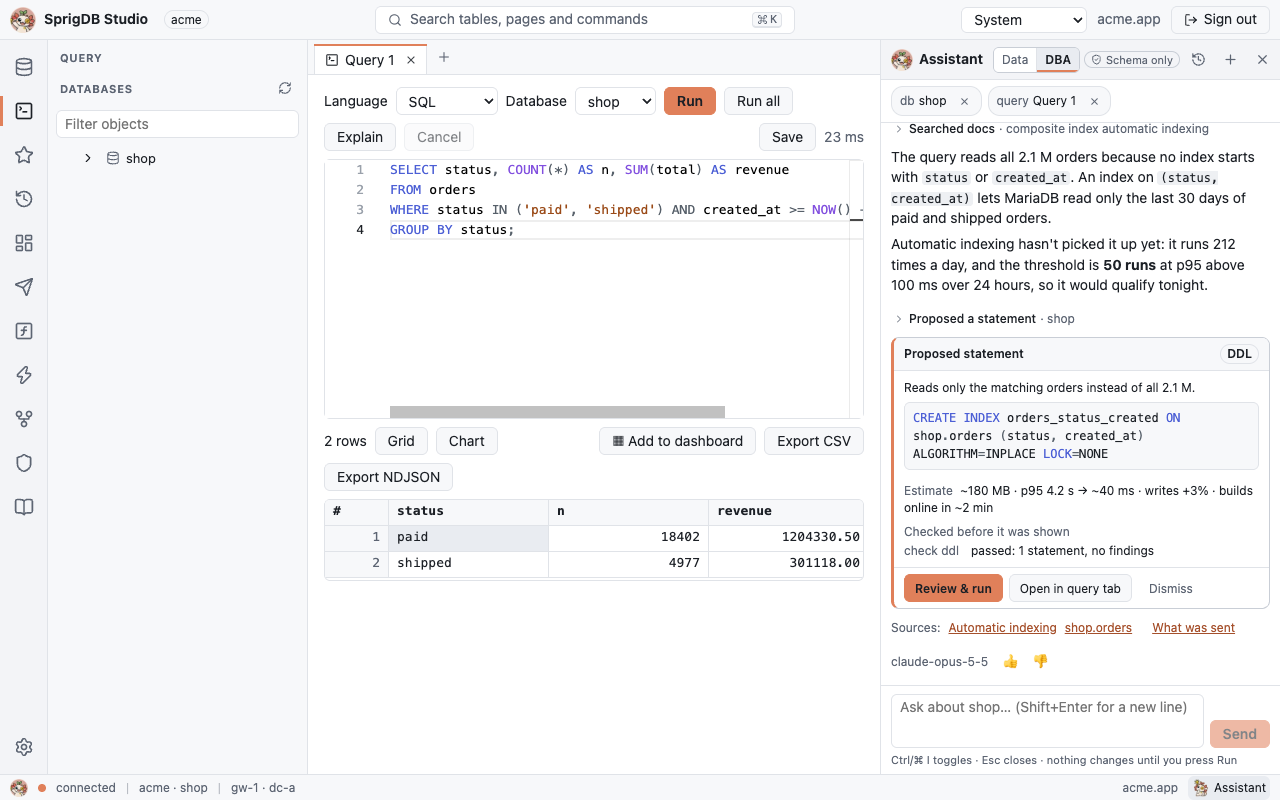 SprigDB Studio
acme
Search tables, pages and commands
⌘ K
System
acme.app
Sign out
QUERY
DATABASES
Filter objects
shop
Query 1
Language
SQL
Database
shop
Run
Run all
Explain
Cancel
Save
23 ms
1 SELECT status, COUNT(*) AS n, SUM(total) AS revenue
2 FROM orders
3 WHERE status IN ('paid', 'shipped') AND created_at >= NOW() -
4 GROUP BY status;
2 rows
Grid
Chart
Add to dashboard
Export CSV
Export NDJSON
# status n revenue
1 paid 18402 1204330.50
2 shipped 4977 301118.00
Assistant
Data
DBA
Schema only
db shop ×
query Query 1 ×
Searched docs · composite index automatic indexing
The query reads all 2.1 M orders because no index starts
with status or created_at. An index on (status,
created_at) lets MariaDB read only the last 30 days of
paid and shipped orders.
Automatic indexing hasn't picked it up yet: it runs 212
times a day, and the threshold is 50 runs at p95 above
100 ms over 24 hours, so it would qualify tonight.
Proposed a statement · shop
Proposed statement
DDL
Reads only the matching orders instead of all 2.1 M.
CREATE INDEX orders_status_created ON
shop.orders (status, created_at)
ALGORITHM=INPLACE LOCK=NONE
Estimate ~180 MB · p95 4.2 s → ~40 ms · writes +3% · builds
online in ~2 min
Checked before it was shown
check ddl passed: 1 statement, no findings
Review & run
Open in query tab
Dismiss
Sources: Automatic indexing shop.orders What was sent
claude-opus-5-5
Ask about shop... (Shift+Enter for a new line)
Send
Ctrl/⌘ I toggles · Esc closes · nothing changes until you press Run
connected
acme · shop
gw-1 · dc-a
acme.app
Assistant